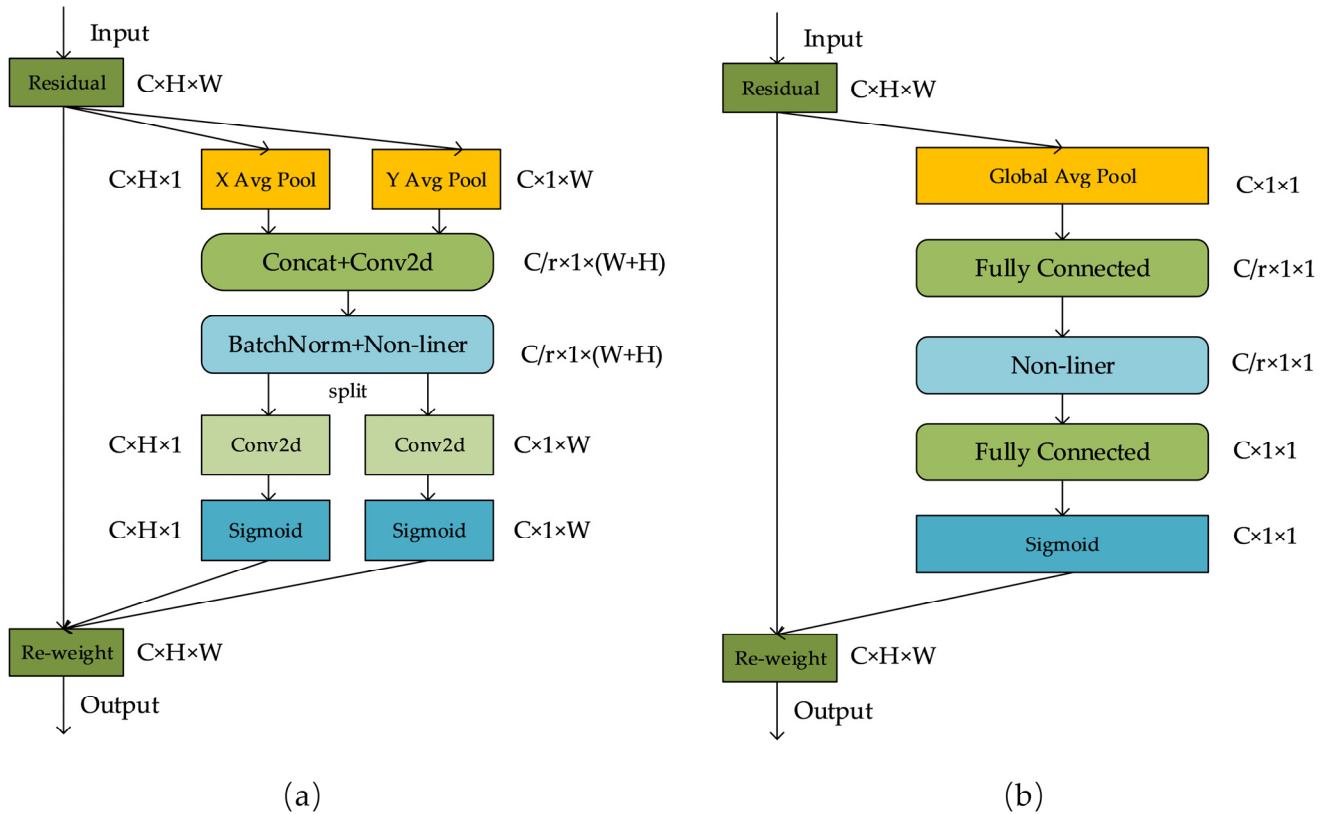 Input
Residual
C×H×W
C×H×1
X Avg Pool
Y Avg Pool
C×1×W
Concat+Conv2d
C/r×1×(W+H)
BatchNorm+Non-liner
C/r×1×(W+H)
split
C×H×1
Conv2d
Conv2d
C×1×W
C×H×1
Sigmoid
Sigmoid
C×1×W
Re-weight
C×H×W
Output
(a)
Input
Residual
C×H×W
Global Avg Pool
C×1×1
Fully Connected
C/r×1×1
Non-liner
C/r×1×1
Fully Connected
C×1×1
Sigmoid
C×1×1
Re-weight
C×H×W
Output
(b)